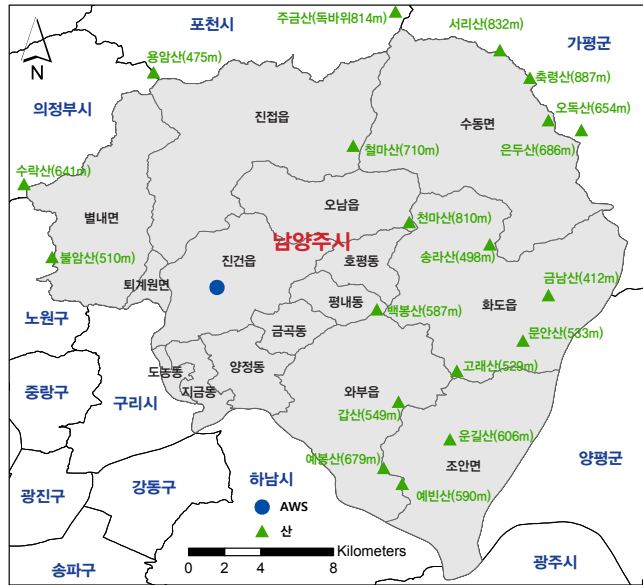 포천시
주금산(독바위814m)
서리산(832m)
가평군
N
용암산(475m)
축령산(887m)
의정부시
오독산(654m)
진접읍
수동면
철마산(710m)
은두산(686m)
수락산(641m)
오남읍
별내면
천마산(810m)
남양주시
송라산(498m)
불암산(510m)
진건읍
호평동
퇴계원면
금남산(412m)
평내동
화도읍
백봉산(587m)
노원구
금곡동
문안산(533m)
도농동
양정동
고래산(529m)
중랑구
구리시
지금동
와부읍
갑산(549m)
운길산(606m)
조안면
양평군
예봉산(679m)
하남시
강동구
예빈산(590m)
광진구
AWS
산
Kilometers
0 2 4 8
송파구
광주시